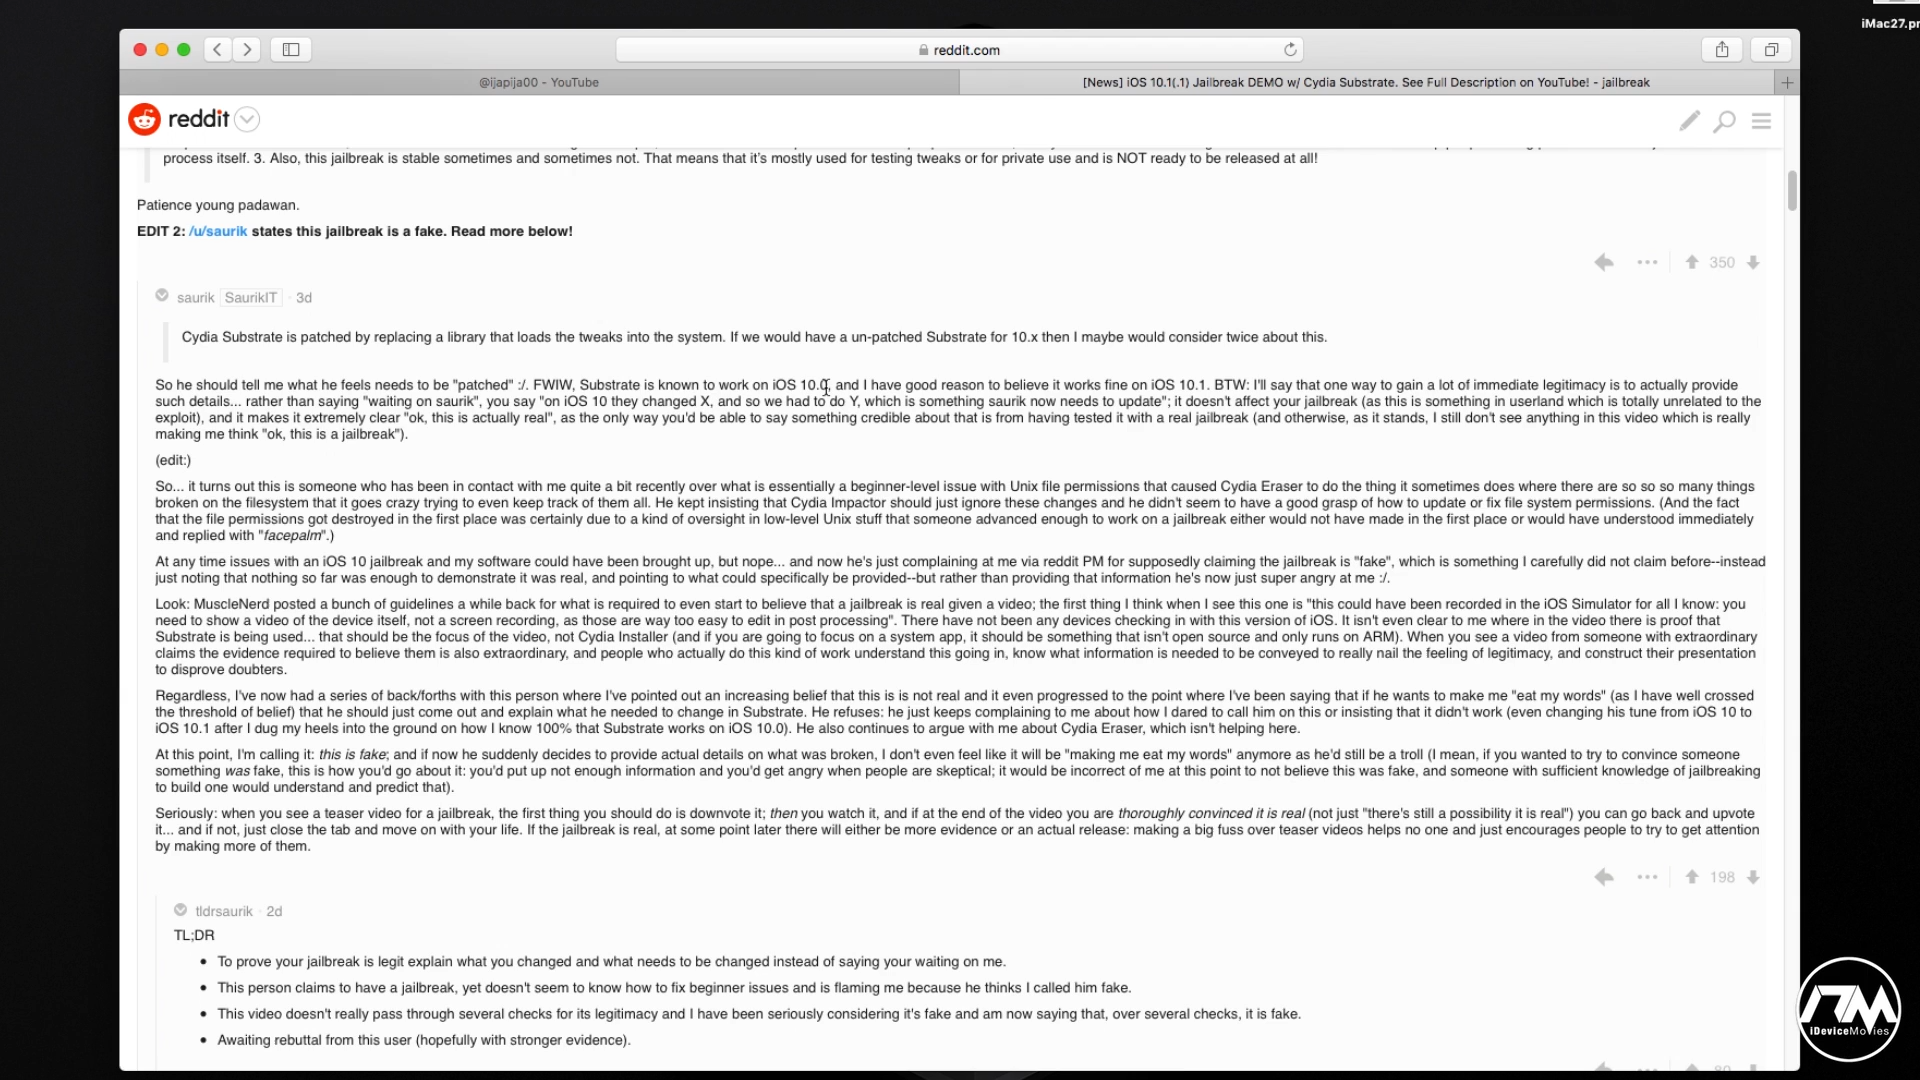 iMac27.pr
reddit.com
@ijapija00 - YouTube
[News] iOS 10.1(.1) Jailbreak DEMO w/ Cydia Substrate. See Full Description on YouTube! - jailbreak
reddit
process itself. 3. Also, this jailbreak is stable sometimes and sometimes not. That means that it's mostly used for testing tweaks or for private use and is NOT ready to be released at all!
Patience young padawan.
EDIT 2: /u/saurik states this jailbreak is a fake. Read more below!
350
saurik SaurikIT · 3d
Cydia Substrate is patched by replacing a library that loads the tweaks into the system. If we would have a un-patched Substrate for 10.x then I maybe would consider twice about this.
So he should tell me what he feels needs to be "patched" :/. FWIW, Substrate is known to work on iOS 10.0, and I have good reason to believe it works fine on iOS 10.1. BTW: I'll say that one way to gain a lot of immediate legitimacy is to actually provide
such details... rather than saying "waiting on saurik", you say "on iOS 10 they changed X, and so we had to do Y, which is something saurik now needs to update"; it doesn't affect your jailbreak (as this is something in userland which is totally unrelated to the
exploit), and it makes it extremely clear "ok, this is actually real", as the only way you'd be able to say something credible about that is from having tested it with a real jailbreak (and otherwise, as it stands, I still don't see anything in this video which is really
making me think "ok, this is a jailbreak").
(edit:)
So... it turns out this is someone who has been in contact with me quite a bit recently over what is essentially a beginner-level issue with Unix file permissions that caused Cydia Eraser to do the thing it sometimes does where there are so so so many things
broken on the filesystem that it goes crazy trying to even keep track of them all. He kept insisting that Cydia Impactor should just ignore these changes and he didn't seem to have a good grasp of how to update or fix file system permissions. (And the fact
that the file permissions got destroyed in the first place was certainly due to a kind of oversight in low-level Unix stuff that someone advanced enough to work on a jailbreak either would not have made in the first place or would have understood immediately
and replied with "facepalm".)
At any time issues with an iOS 10 jailbreak and my software could have been brought up, but nope... and now he's just complaining at me via reddit PM for supposedly claiming the jailbreak is "fake", which is something I carefully did not claim before--instead
just noting that nothing so far was enough to demonstrate it was real, and pointing to what could specifically be provided--but rather than providing that information he's now just super angry at me :/.
Look: MuscleNerd posted a bunch of guidelines a while back for what is required to even start to believe that a jailbreak is real given a video; the first thing I think when I see this one is "this could have been recorded in the iOS Simulator for all I know: you
need to show a video of the device itself, not a screen recording, as those are way too easy to edit in post processing". There have not been any devices checking in with this version of iOS. It isn't even clear to me where in the video there is proof that
Substrate is being used... that should be the focus of the video, not Cydia Installer (and if you are going to focus on a system app, it should be something that isn't open source and only runs on ARM). When you see a video from someone with extraordinary
claims the evidence required to believe them is also extraordinary, and people who actually do this kind of work understand this going in, know what information is needed to be conveyed to really nail the feeling of legitimacy, and construct their presentation
to disprove doubters.
Regardless, I've now had a series of back/forths with this person where I've pointed out an increasing belief that this is is not real and it even progressed to the point where I've been saying that if he wants to make me "eat my words" (as I have well crossed
the threshold of belief) that he should just come out and explain what he needed to change in Substrate. He refuses: he just keeps complaining to me about how I dared to call him on this or insisting that it didn't work (even changing his tune from iOS 10 to
iOS 10.1 after I dug my heels into the ground on how I know 100% that Substrate works on iOS 10.0). He also continues to argue with me about Cydia Eraser, which isn't helping here.
At this point, I'm calling it: this is fake; and if now he suddenly decides to provide actual details on what was broken, I don't even feel like it will be "making me eat my words" anymore as he'd still be a troll (I mean, if you wanted to try to convince someone
something was fake, this is how you'd go about it: you'd put up not enough information and you'd get angry when people are skeptical; it would be incorrect of me at this point to not believe this was fake, and someone with sufficient knowledge of jailbreaking
to build one would understand and predict that).
Seriously: when you see a teaser video for a jailbreak, the first thing you should do is downvote it; then you watch it, and if at the end of the video you are thoroughly convinced it is real (not just "there's still a possibility it is real") you can go back and upvote
it... and if not, just close the tab and move on with your life. If the jailbreak is real, at some point later there will either be more evidence or an actual release: making a big fuss over teaser videos helps no one and just encourages people to try to get attention
by making more of them.
198
tldrsaurik · 2d
TL;DR
• To prove your jailbreak is legit explain what you changed and what needs to be changed instead of saying your waiting on me.
• This person claims to have a jailbreak, yet doesn't seem to know how to fix beginner issues and is flaming me because he thinks I called him fake.
• This video doesn't really pass through several checks for its legitimacy and I have been seriously considering it's fake and am now saying that, over several checks, it is fake.
• Awaiting rebuttal from this user (hopefully with stronger evidence).
iDeviceMovies